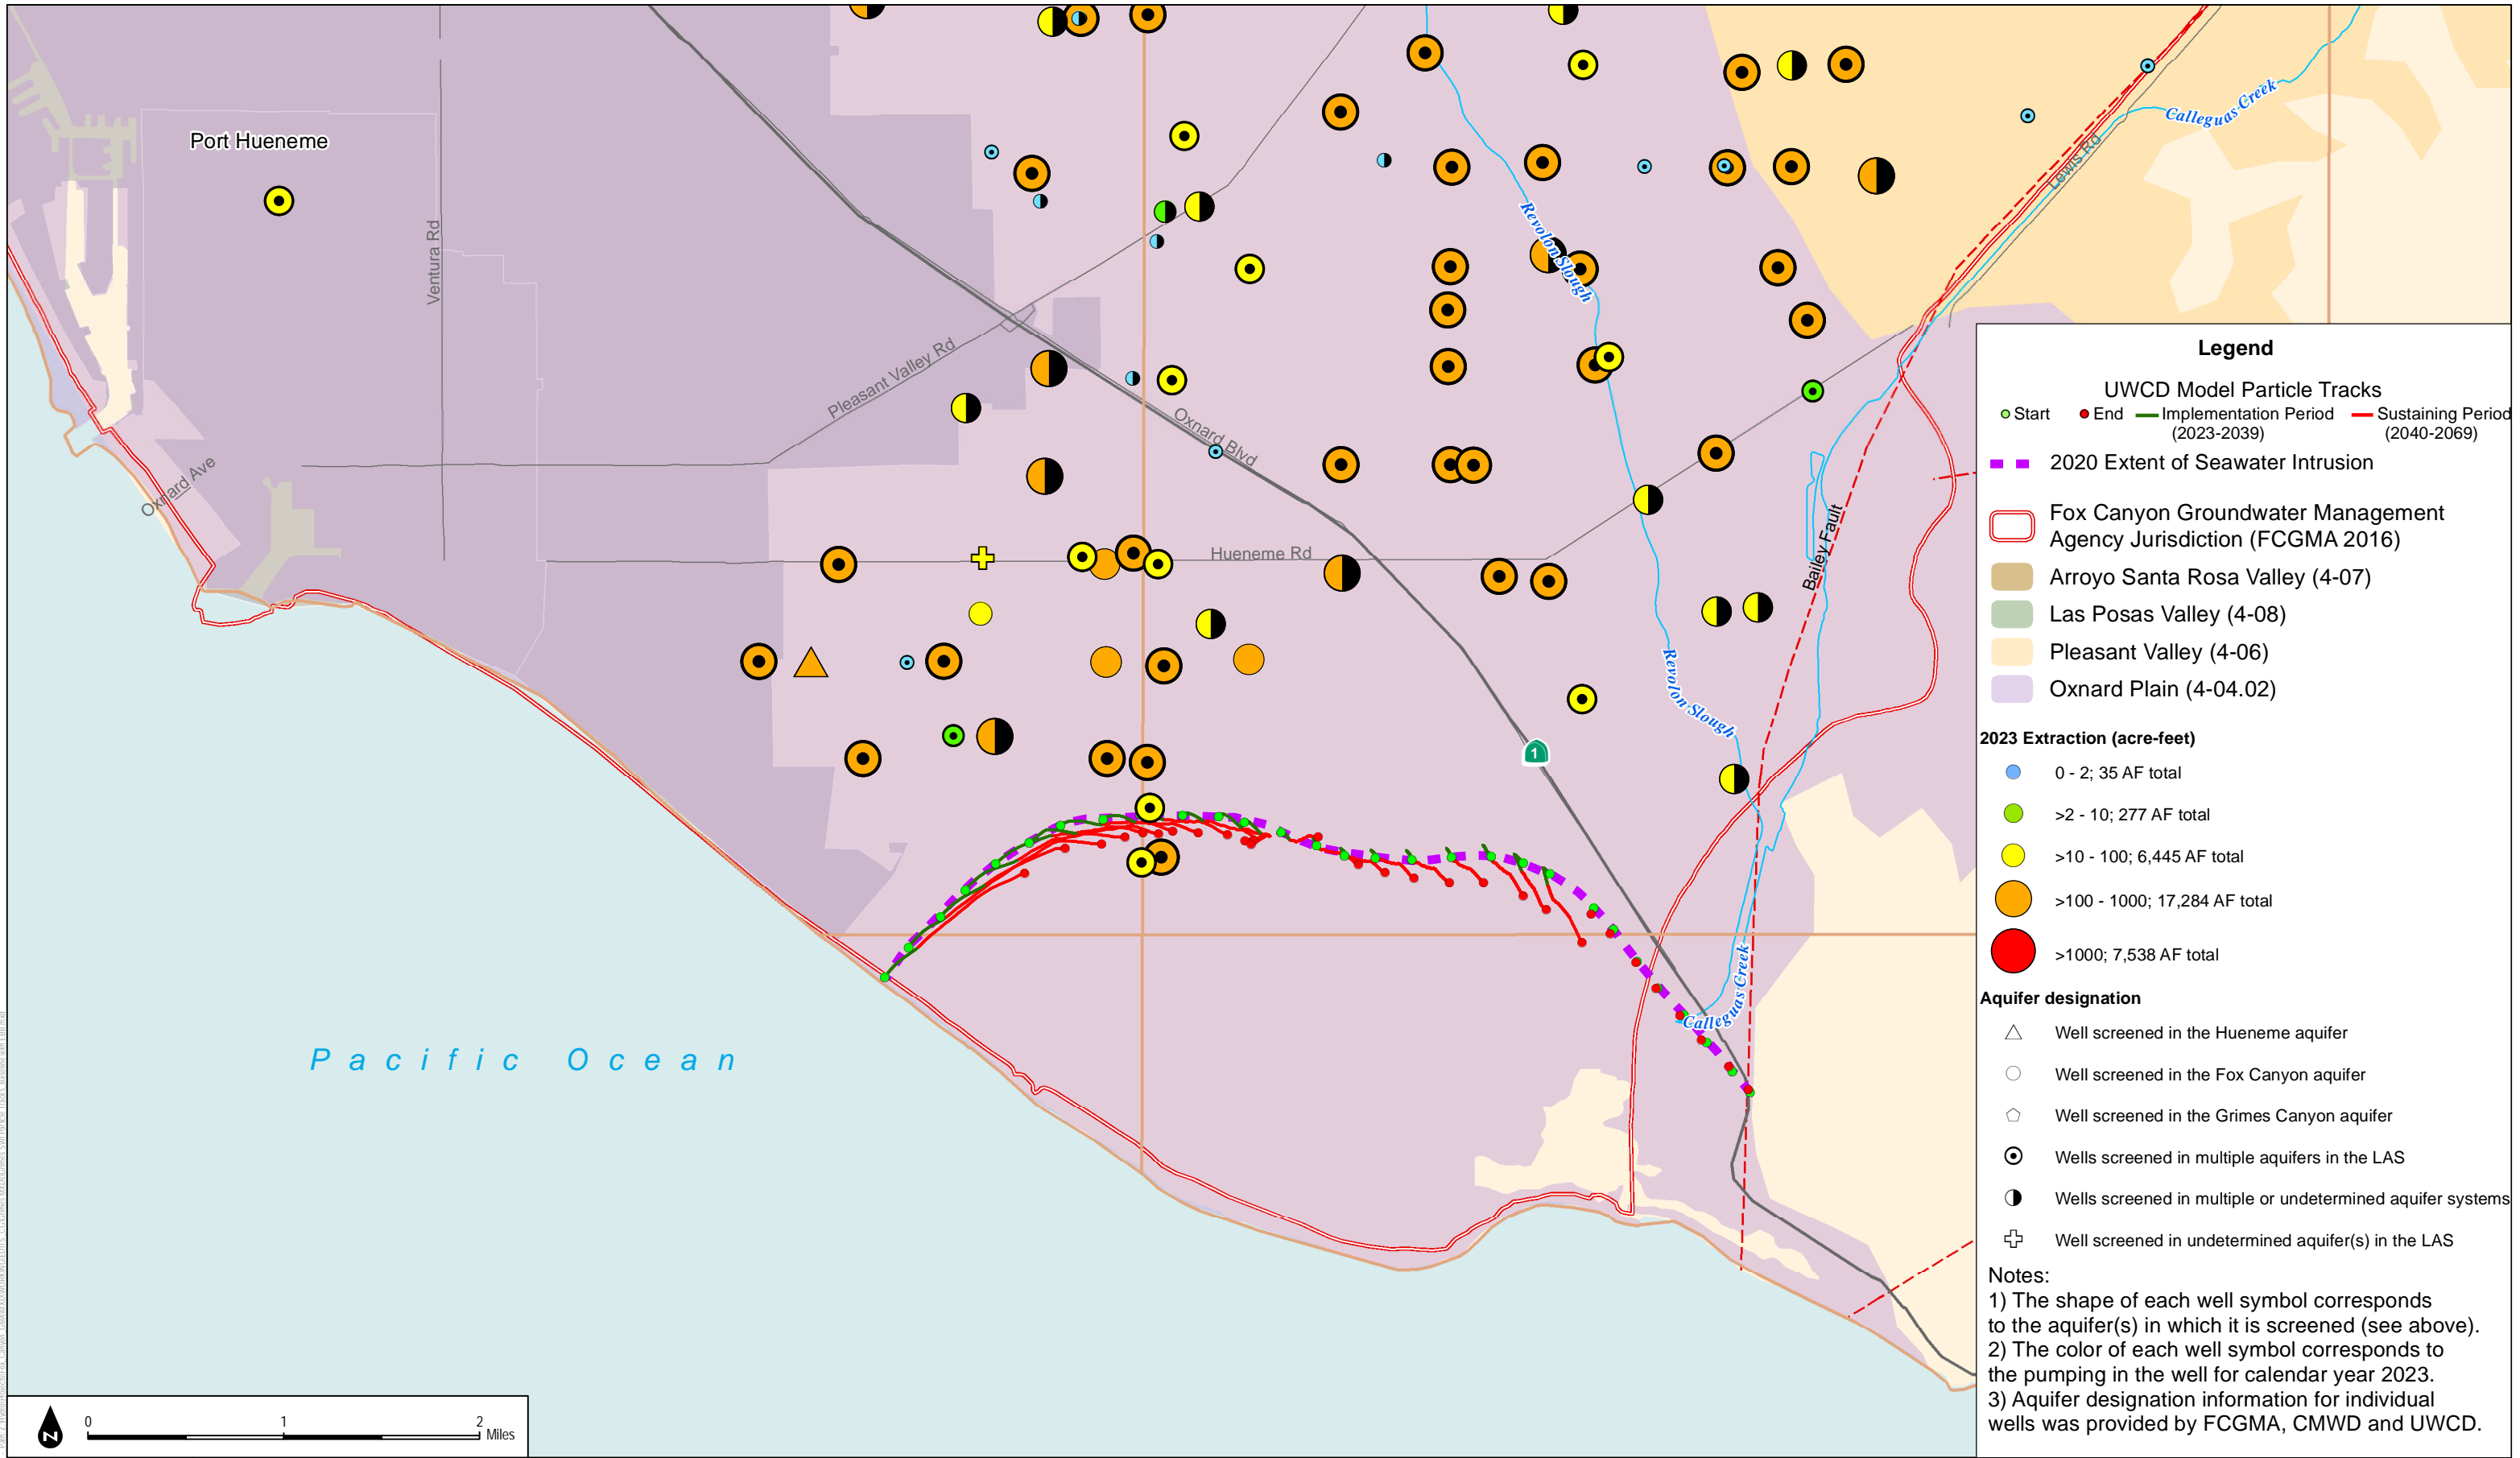 Port Hueneme
Ventura Rd
Oxnard Ave
Pleasant Valley Rd
Oxnard Blvd
Hueneme Rd
Revolon Slough
Revolon Slough
Calleguas Creek
Lewis Rd
Bailey Fault
1
Calleguas Creek
Pacific Ocean
N
0 1 2
Miles
Legend
UWCD Model Particle Tracks
Start End Implementation Period Sustaining Period
(2023-2039) (2040-2069)
2020 Extent of Seawater Intrusion
Fox Canyon Groundwater Management
Agency Jurisdiction (FCGMA 2016)
Arroyo Santa Rosa Valley (4-07)
Las Posas Valley (4-08)
Pleasant Valley (4-06)
Oxnard Plain (4-04.02)
2023 Extraction (acre-feet)
0 - 2; 35 AF total
>2 - 10; 277 AF total
>10 - 100; 6,445 AF total
>100 - 1000; 17,284 AF total
>1000; 7,538 AF total
Aquifer designation
Well screened in the Hueneme aquifer
Well screened in the Fox Canyon aquifer
Well screened in the Grimes Canyon aquifer
Wells screened in multiple aquifers in the LAS
Wells screened in multiple or undetermined aquifer systems
Well screened in undetermined aquifer(s) in the LAS
Notes:
1) The shape of each well symbol corresponds
to the aquifer(s) in which it is screened (see above).
2) The color of each well symbol corresponds to
the pumping in the well for calendar year 2023.
3) Aquifer designation information for individual
wells was provided by FCGMA, CMWD and UWCD.